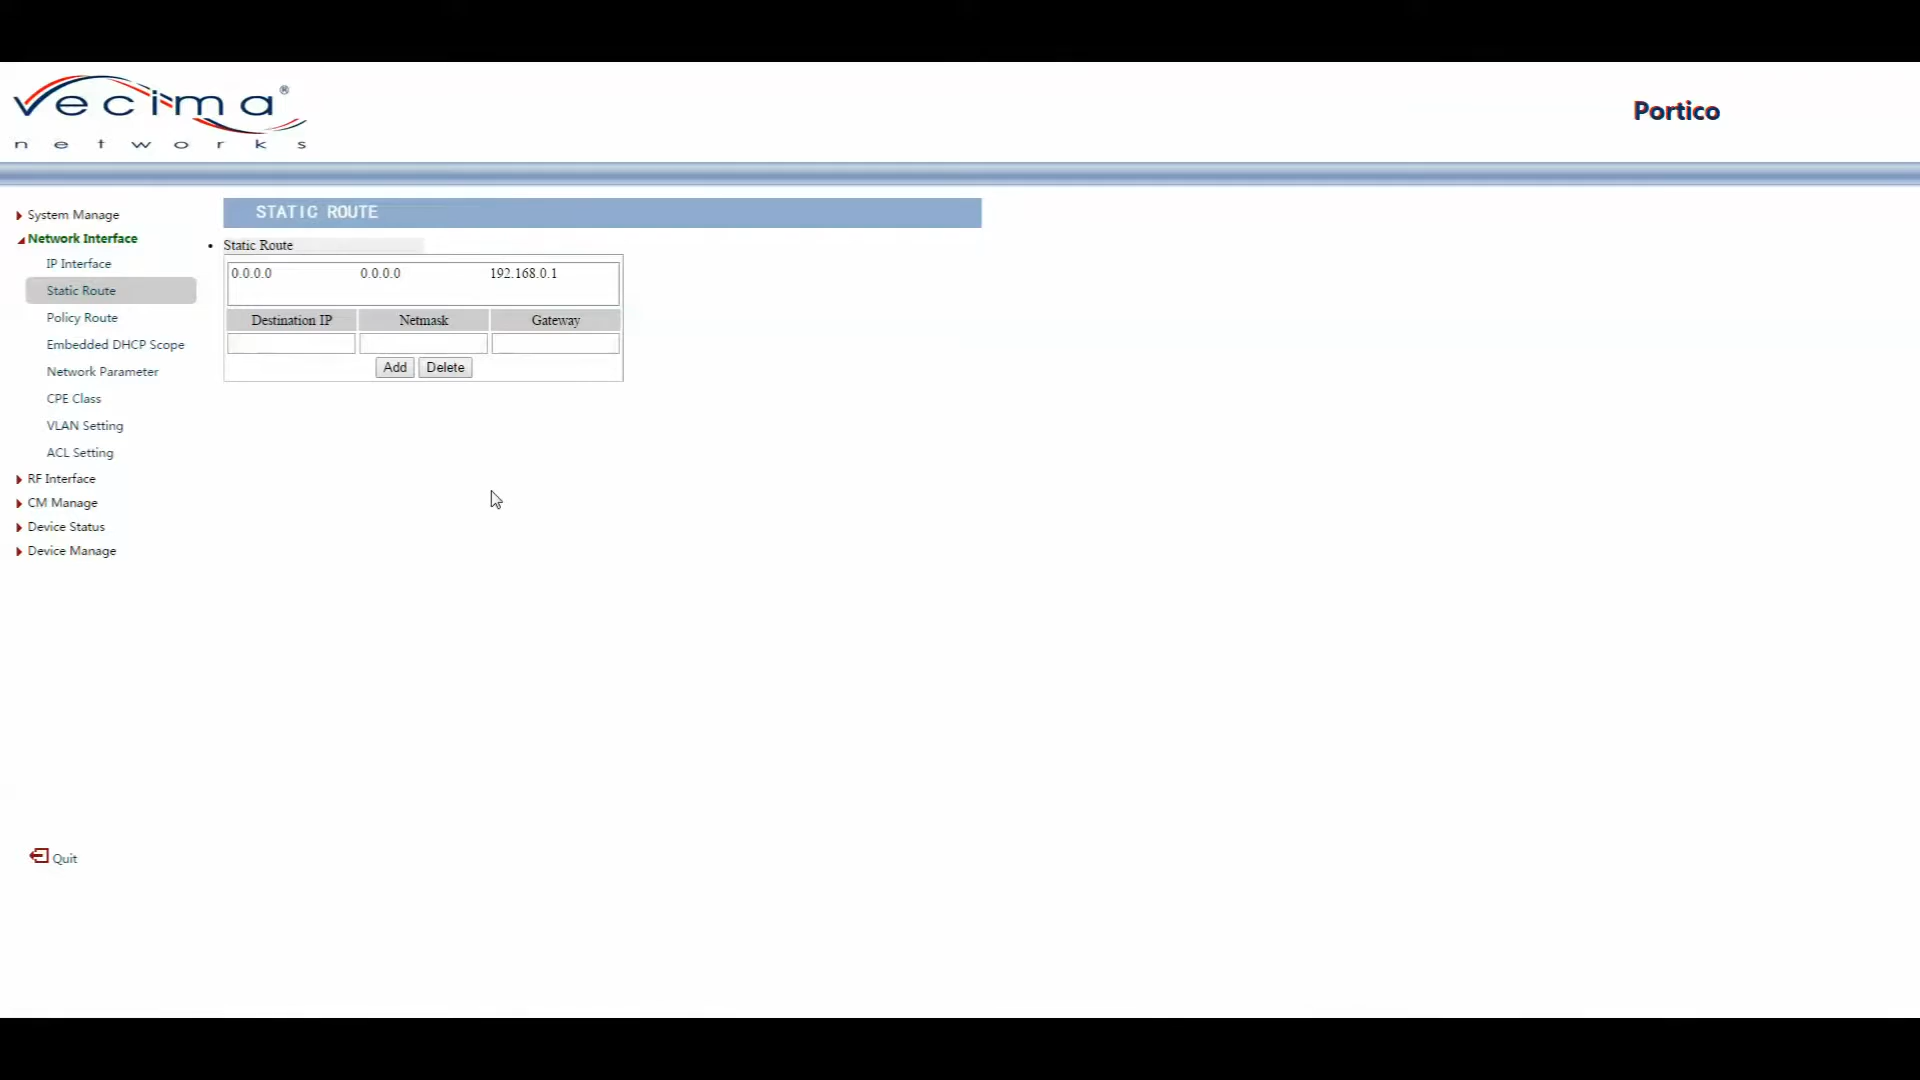 vecima®
networks
Portico
System Manage
Network Interface
IP Interface
Static Route
Policy Route
Embedded DHCP Scope
Network Parameter
CPE Class
VLAN Setting
ACL Setting
RF Interface
CM Manage
Device Status
Device Manage
Quit
STATIC ROUTE
Static Route
0.0.0.0 0.0.0.0 192.168.0.1
Destination IP Netmask Gateway
Add Delete